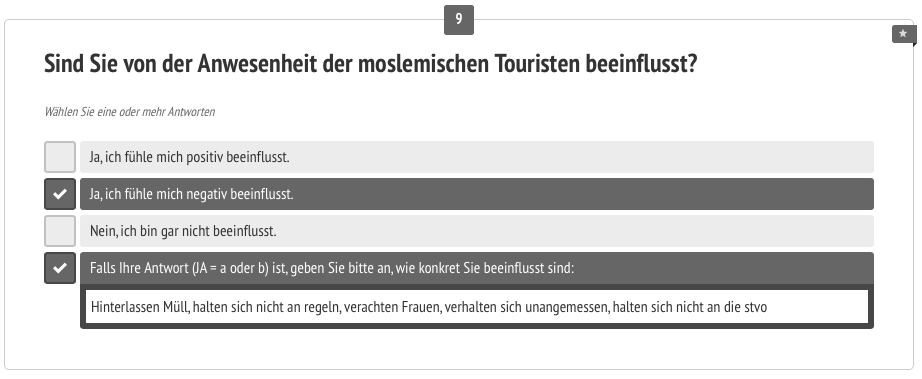 9
Sind Sie von der Anwesenheit der moslemischen Touristen beeinflusst?
Wählen Sie eine oder mehr Antworten
Ja, ich fühle mich positiv beeinflusst.
Ja, ich fühle mich negativ beeinflusst.
Nein, ich bin gar nicht beeinflusst.
Falls Ihre Antwort (JA = a oder b) ist, geben Sie bitte an, wie konkret Sie beeinflusst sind:
Hinterlassen Müll, halten sich nicht an regeln, verachten Frauen, verhalten sich unangemessen, halten sich nicht an die stvo